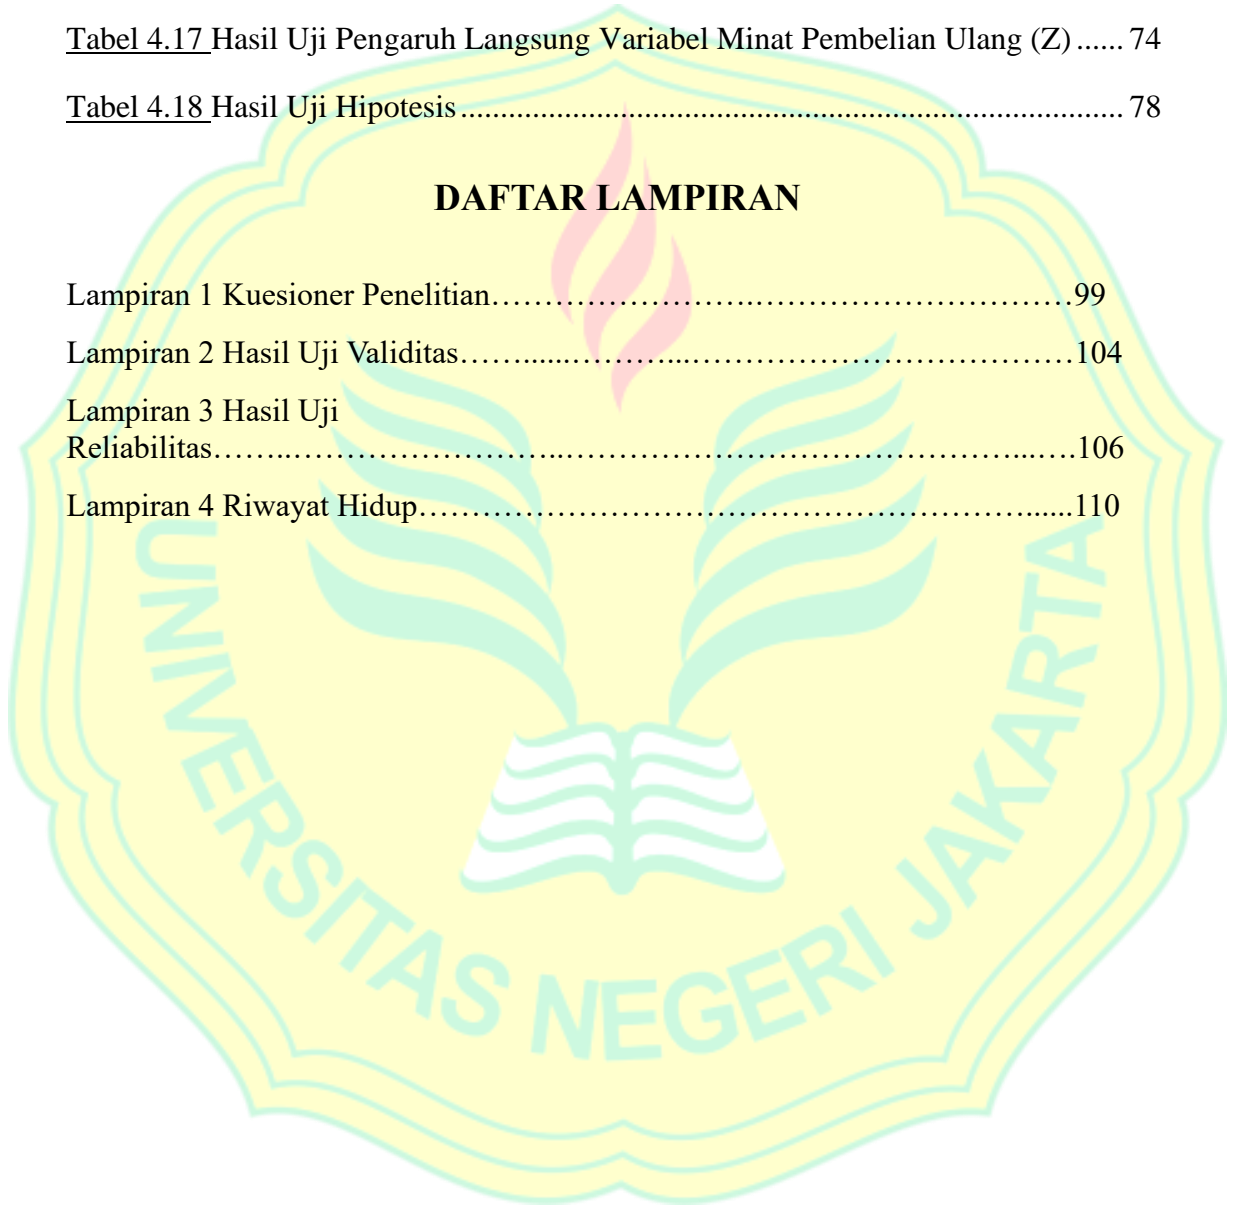 Tabel 4.17 Hasil Uji Pengaruh Langsung Variabel Minat Pembelian Ulang (Z) ...... 74
Tabel 4.18 Hasil Uji Hipotesis .................................................................................... 78
DAFTAR LAMPIRAN
Lampiran 1 Kuesioner Penelitian…………………….…………………………99
Lampiran 2 Hasil Uji Validitas…….....………....………………………………104
Lampiran 3 Hasil Uji
Reliabilitas……..……………………..……………………………………...….106
Lampiran 4 Riwayat Hidup…………………………………………………......110
UNIVERSITAS NEGERI JAKARTA